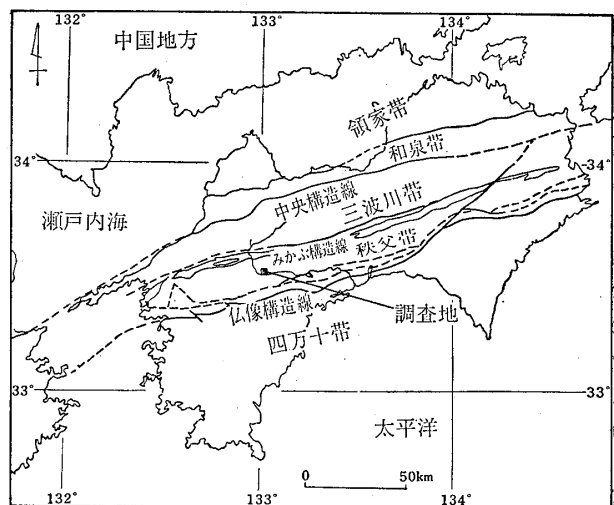 132° 133° 134°
中国地方
領家帯
和泉帯
34°
34°
中央構造線
三波川帯
瀬戸内海
みかぶ構造線
秩父帯
仏像構造線
調査地
四万十帯
33°
33°
太平洋
0 50km
132° 133° 134°